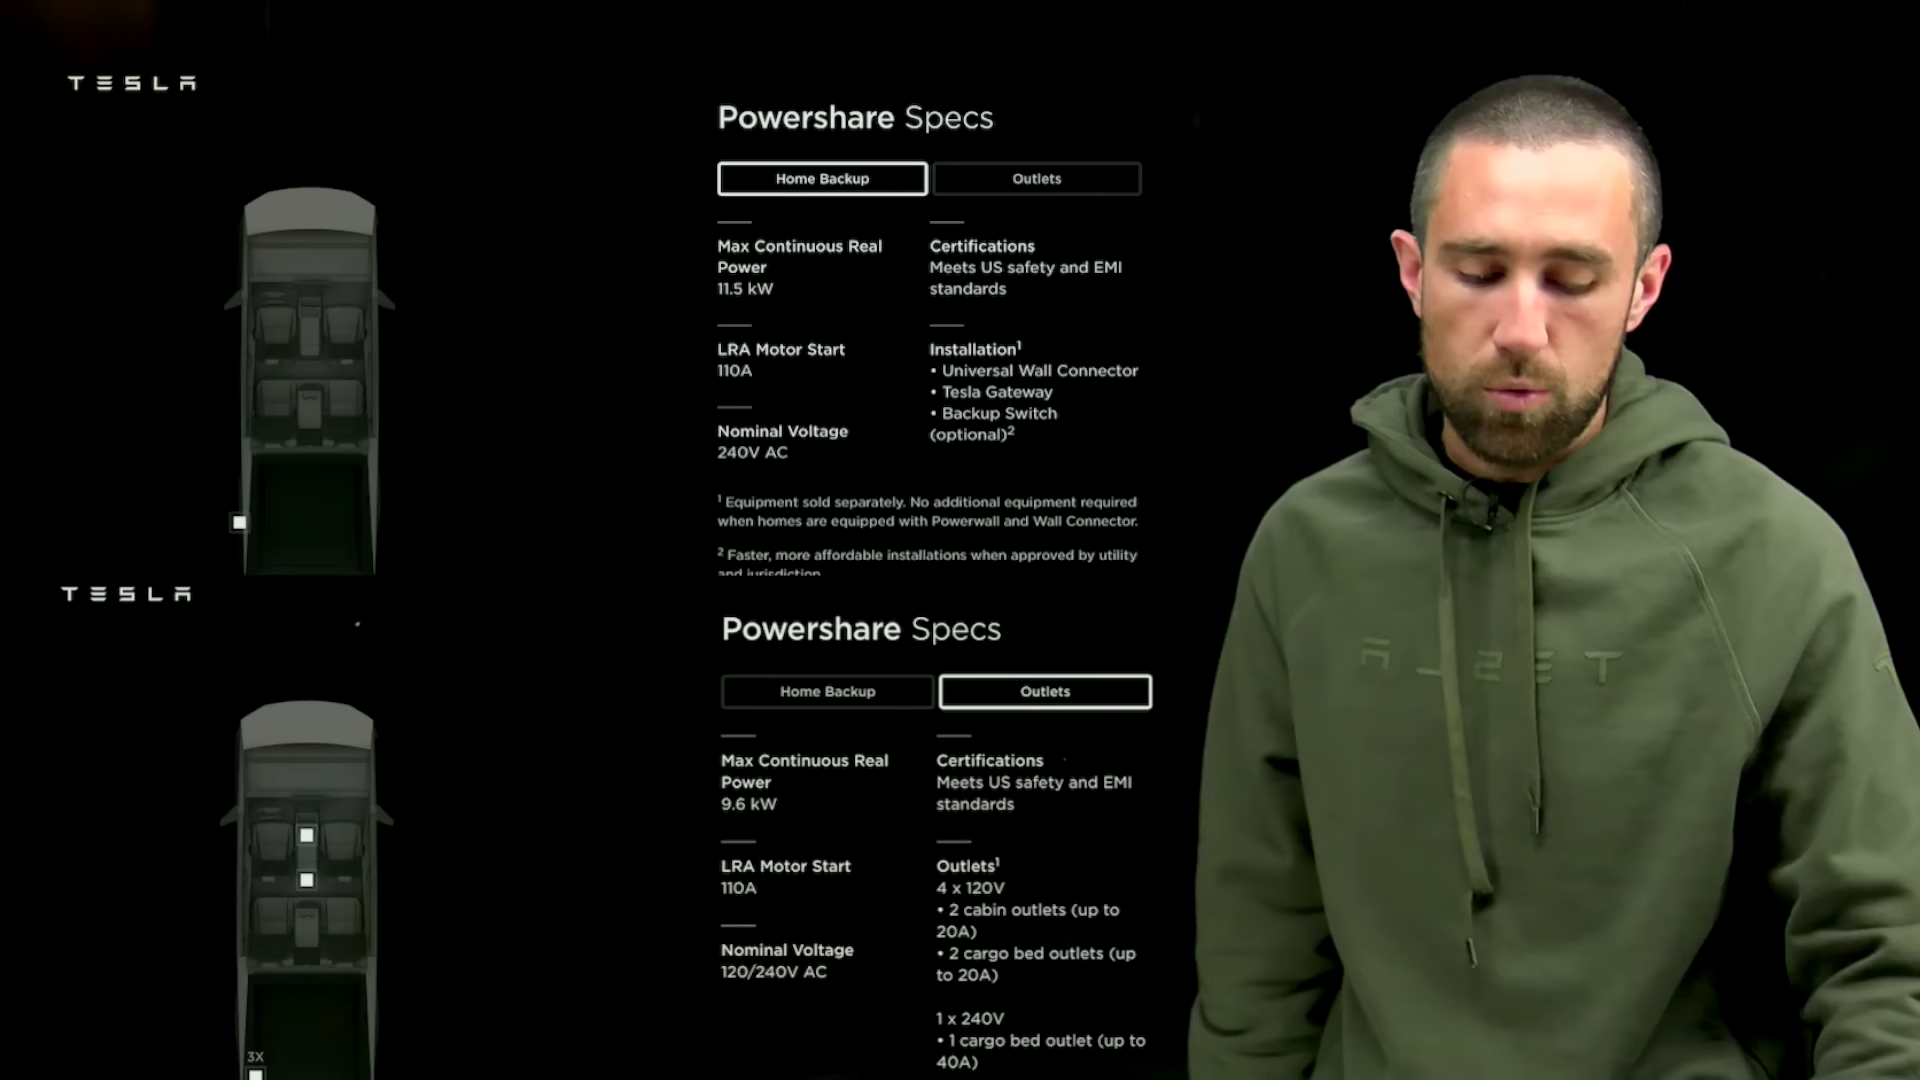 TESLA
Powershare Specs
Home Backup
Outlets
Max Continuous Real
Power
11.5 kW
LRA Motor Start
110A
Nominal Voltage
240V AC
Certifications
Meets US safety and EMI
standards
Installation¹
• Universal Wall Connector
• Tesla Gateway
• Backup Switch
(optional)²
¹ Equipment sold separately. No additional equipment required
when homes are equipped with Powerwall and Wall Connector.
² Faster, more affordable installations when approved by utility
and jurisdiction
TESLA
Powershare Specs
Home Backup
Outlets
Max Continuous Real
Power
9.6 kW
LRA Motor Start
110A
Nominal Voltage
120/240V AC
Certifications
Meets US safety and EMI
standards
Outlets¹
4 x 120V
• 2 cabin outlets (up to
20A)
• 2 cargo bed outlets (up
to 20A)
1 x 240V
• 1 cargo bed outlet (up to
40A)
3X
TESLA